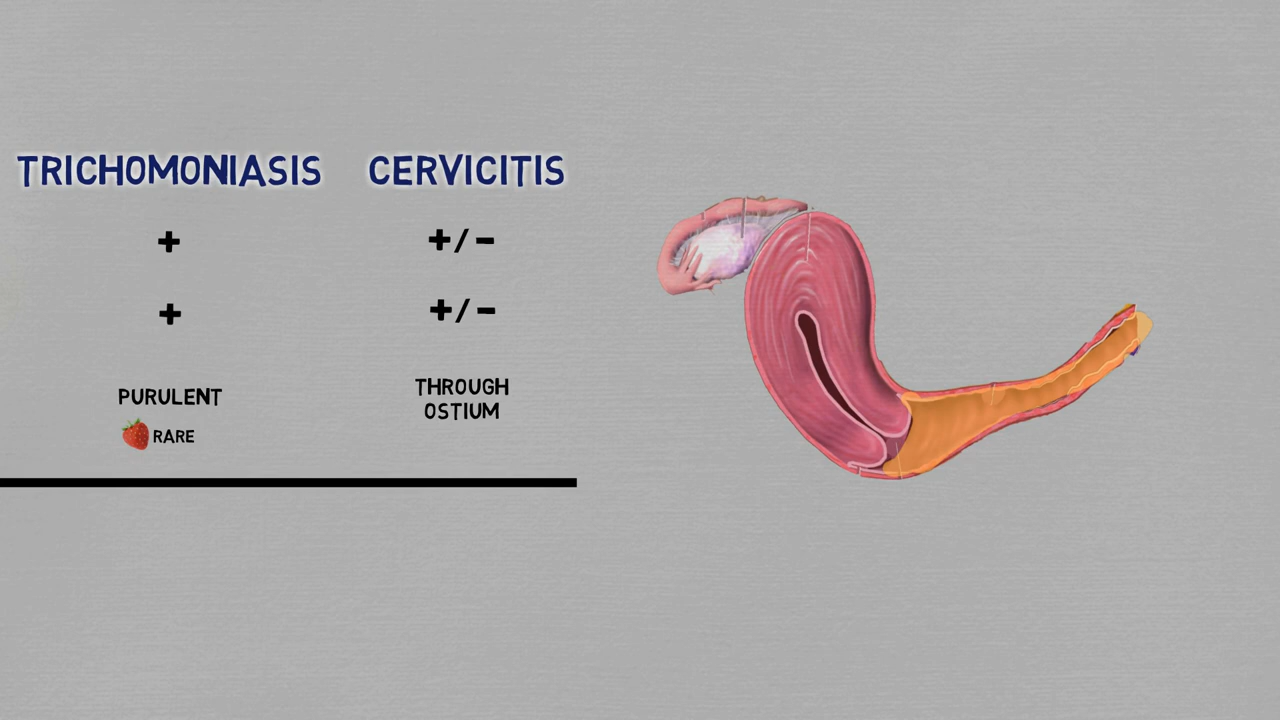 TRICHOMONIASIS CERVICITIS
+ +/-
+ +/-
PURULENT
THROUGH
OSTIUM
RARE